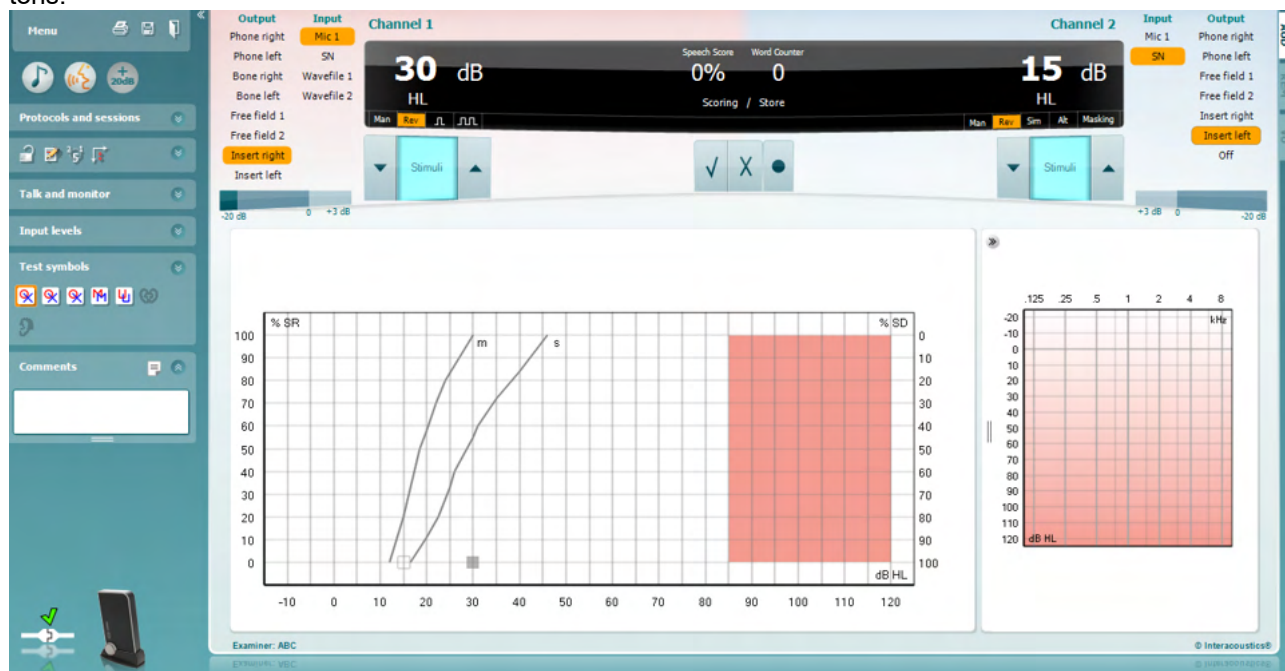 tons.
Menu
20dB
Protocols and sessions
Talk and monitor
Input levels
Test symbols
Comments
Output Input Channel 1
Phone right Mic 1
Phone left SN
Bone right Wavefile 1
Bone left Wavefile 2
Free field 1
Free field 2
Insert right
Insert left
30 dB
HL
Man Rev
Speech Score Word Counter
0% 0
Scoring / Store
15 dB
HL
Man Rev Sim Alt Masking
Channel 2 Input Output
Mic 1 Phone right
SN Phone left
Free field 1
Free field 2
Insert right
Insert left
Off
Stimuli
Stimuli
-20 dB 0 +3 dB
+3 dB 0 -20 dB
% SR % SD
m s
100 0
90 10
80 20
70 30
60 40
50 50
40 60
30 70
20 80
10 90
0 100
dB HL
-10 0 10 20 30 40 50 60 70 80 90 100 110 120
.125 .25 .5 1 2 4 8
kHz
-20
-10
0
10
20
30
40
50
60
70
80
90
100
110
120 dB HL
Examiner: ABC
© Interacoustics®